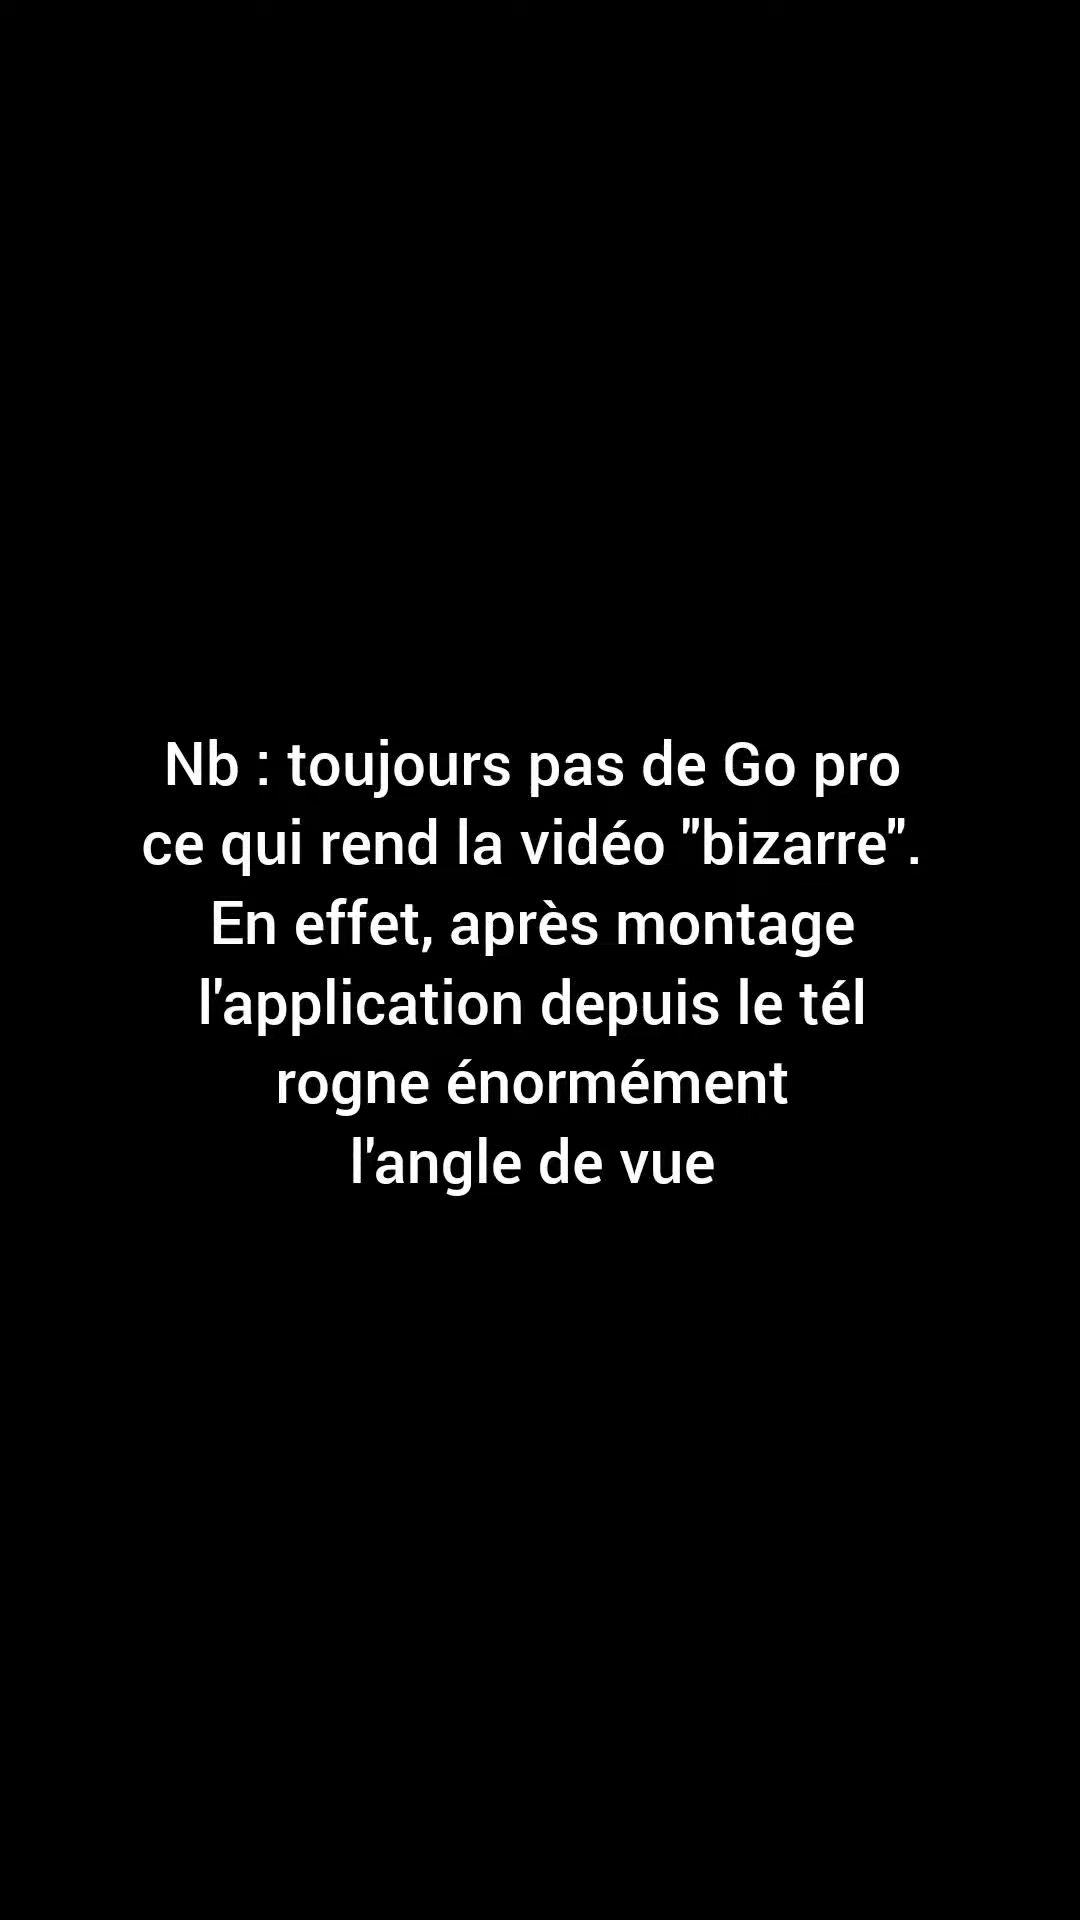 Nb : toujours pas de Go pro
ce qui rend la vidéo "bizarre".
En effet, après montage
l'application depuis le tél
rogne énormément
l'angle de vue